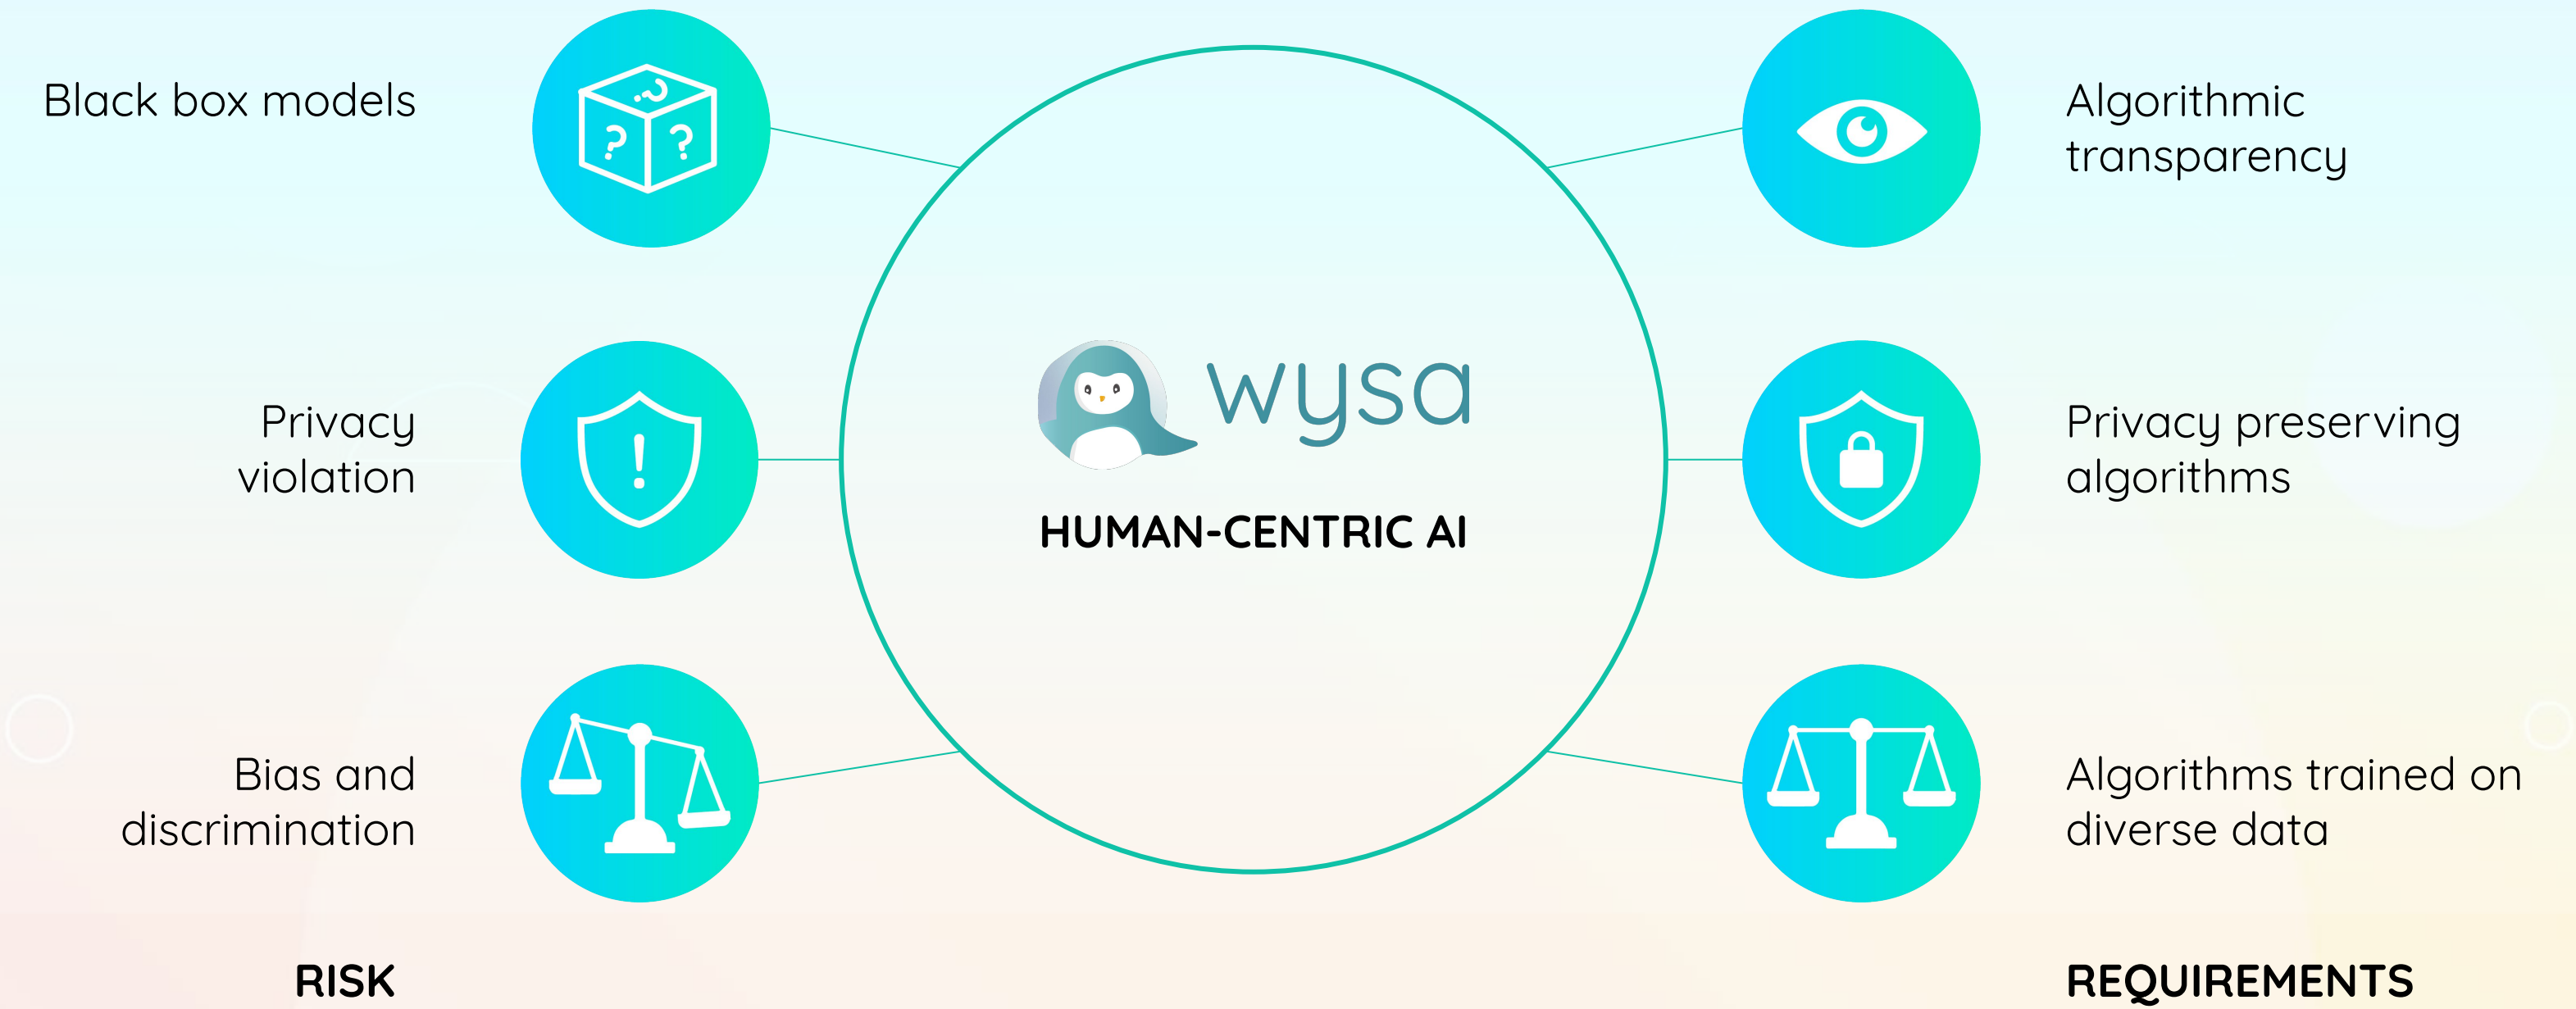 Black box models
Privacy
violation
Bias and
discrimination
RISK
wysa
HUMAN-CENTRIC AI
Algorithmic
transparency
Privacy preserving
algorithms
Algorithms trained on
diverse data
REQUIREMENTS